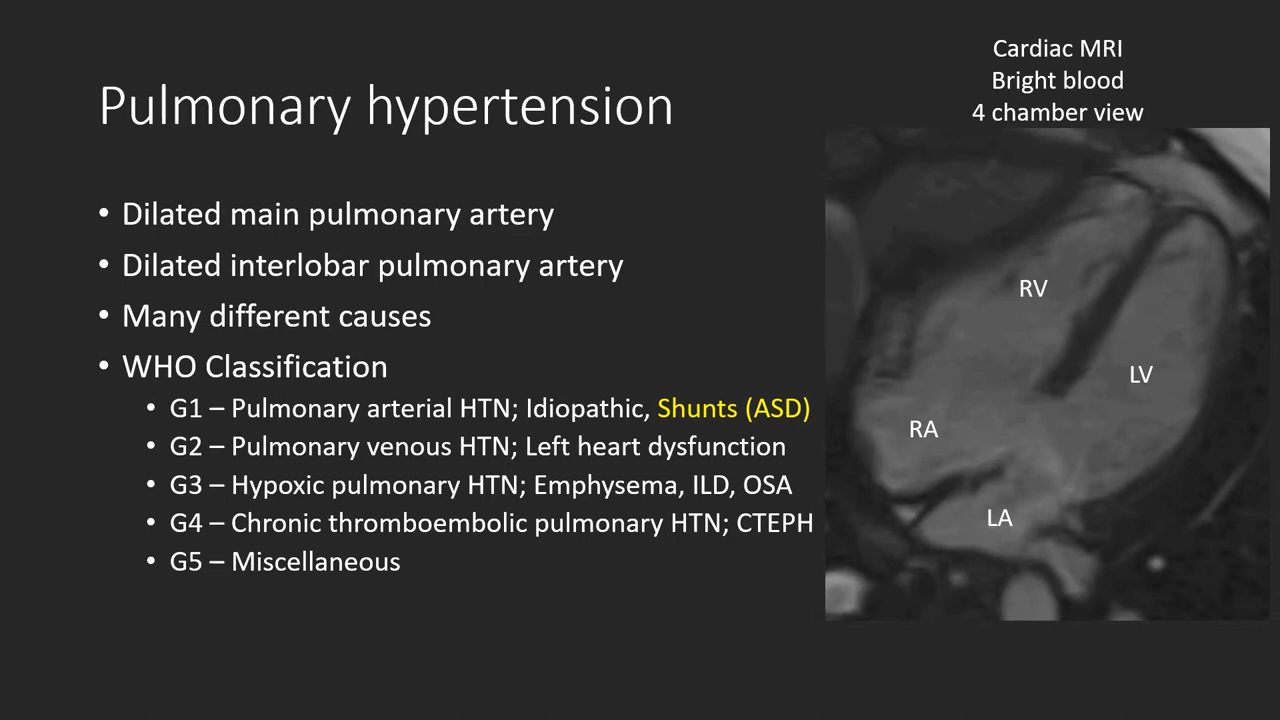 Cardiac MRI
Bright blood
4 chamber view
Pulmonary hypertension
• Dilated main pulmonary artery
• Dilated interlobar pulmonary artery
• Many different causes
• WHO Classification
• G1 – Pulmonary arterial HTN; Idiopathic, Shunts (ASD)
• G2 – Pulmonary venous HTN; Left heart dysfunction
• G3 – Hypoxic pulmonary HTN; Emphysema, ILD, OSA
• G4 – Chronic thromboembolic pulmonary HTN; CTEPH
• G5 – Miscellaneous
RV
LV
RA
LA